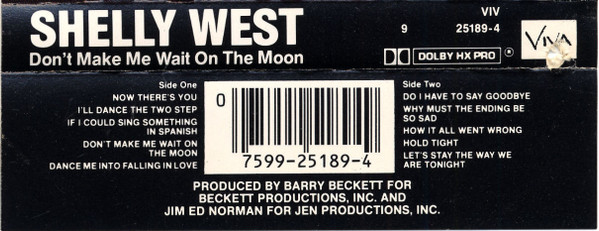 SHELLY WEST
Don't Make Me Wait On The Moon
VIV
9 25189-4
DOLBY HX PRO
VIVA
Side One
NOW THERE'S YOU
I'LL DANCE THE TWO STEP
IF I COULD SING SOMETHING
IN SPANISH
DON'T MAKE ME WAIT ON
THE MOON
DANCE ME INTO FALLING IN LOVE
0
7599-25189-4
Side Two
DO I HAVE TO SAY GOODBYE
WHY MUST THE ENDING BE
SO SAD
HOW IT ALL WENT WRONG
HOLD TIGHT
LET'S STAY THE WAY WE
ARE TONIGHT
PRODUCED BY BARRY BECKETT FOR
BECKETT PRODUCTIONS, INC. AND
JIM ED NORMAN FOR JEN PRODUCTIONS, INC.